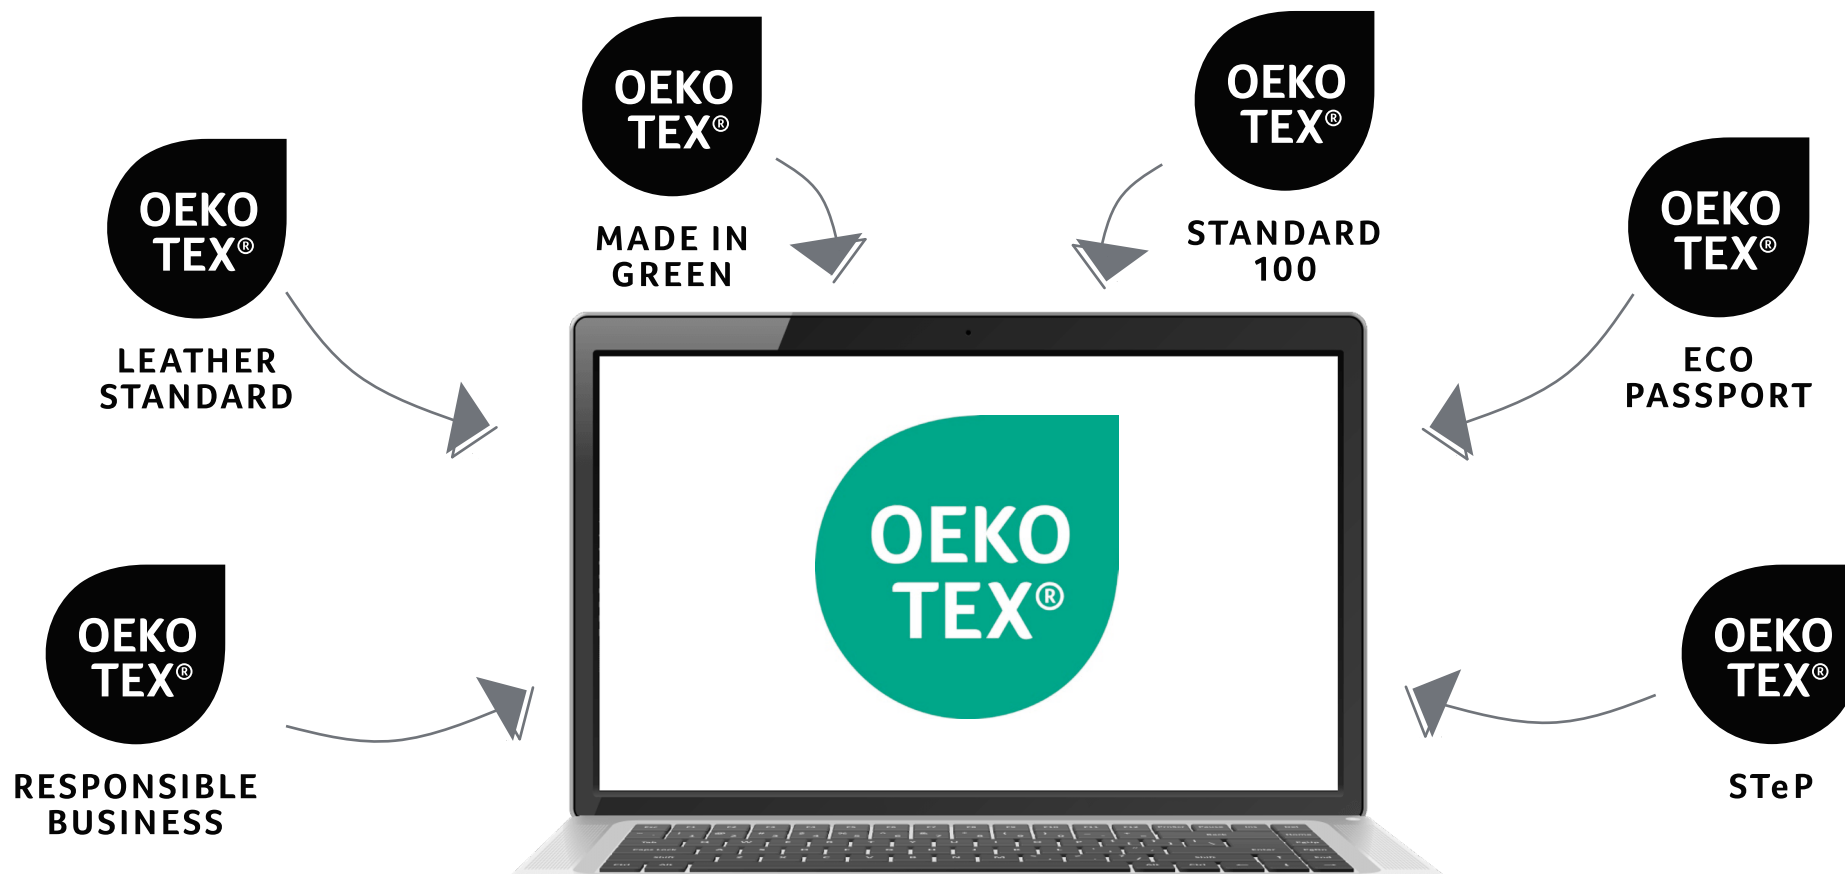 OEKO
TEX®
MADE IN
GREEN
OEKO
TEX®
STANDARD
100
OEKO
TEX®
LEATHER
STANDARD
OEKO
TEX®
ECO
PASSPORT
OEKO
TEX®
OEKO
TEX®
RESPONSIBLE
BUSINESS
OEKO
TEX®
STeP